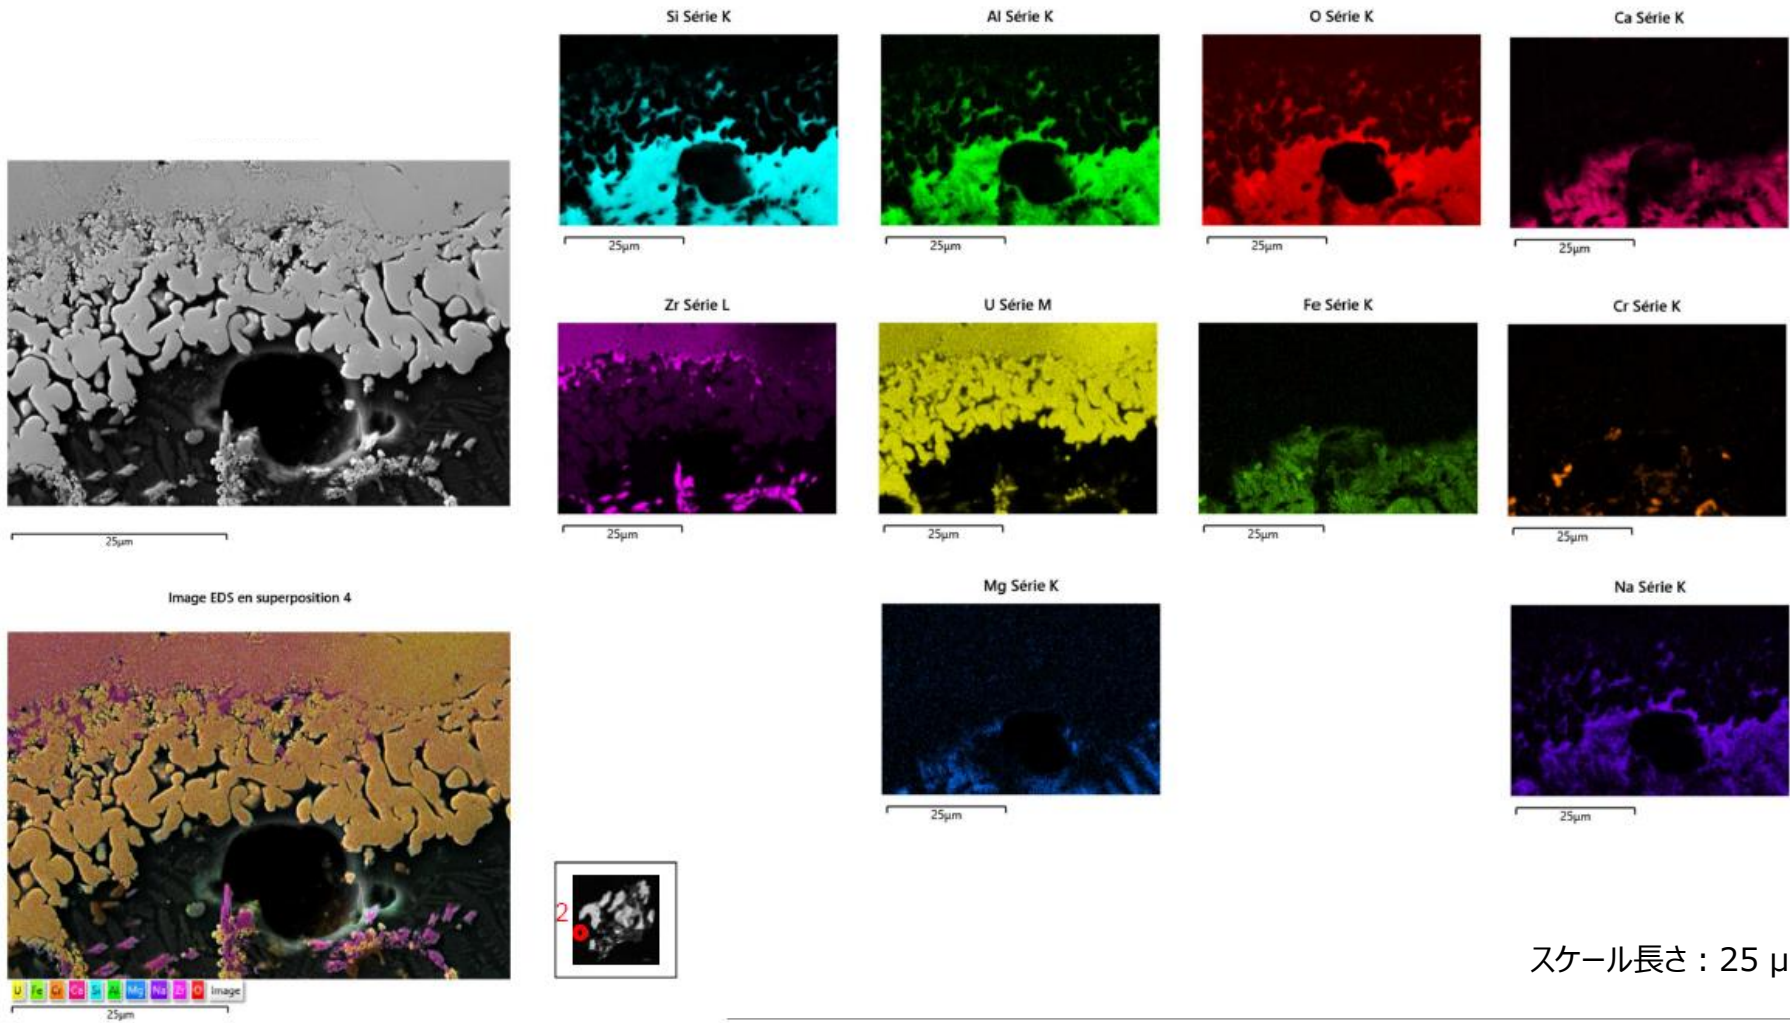 Si Série K
Al Série K
O Série K
Ca Série K
25µm
25µm
25µm
25µm
Zr Série L
U Série M
Fe Série K
Cr Série K
25µm
25µm
25µm
25µm
25µm
Image EDS en superposition 4
Mg Série K
Na Série K
25µm
25µm
2
U Fe Cr Ca Si Al Mg Na Zr O Image
25µm
スケール長さ：25 µ